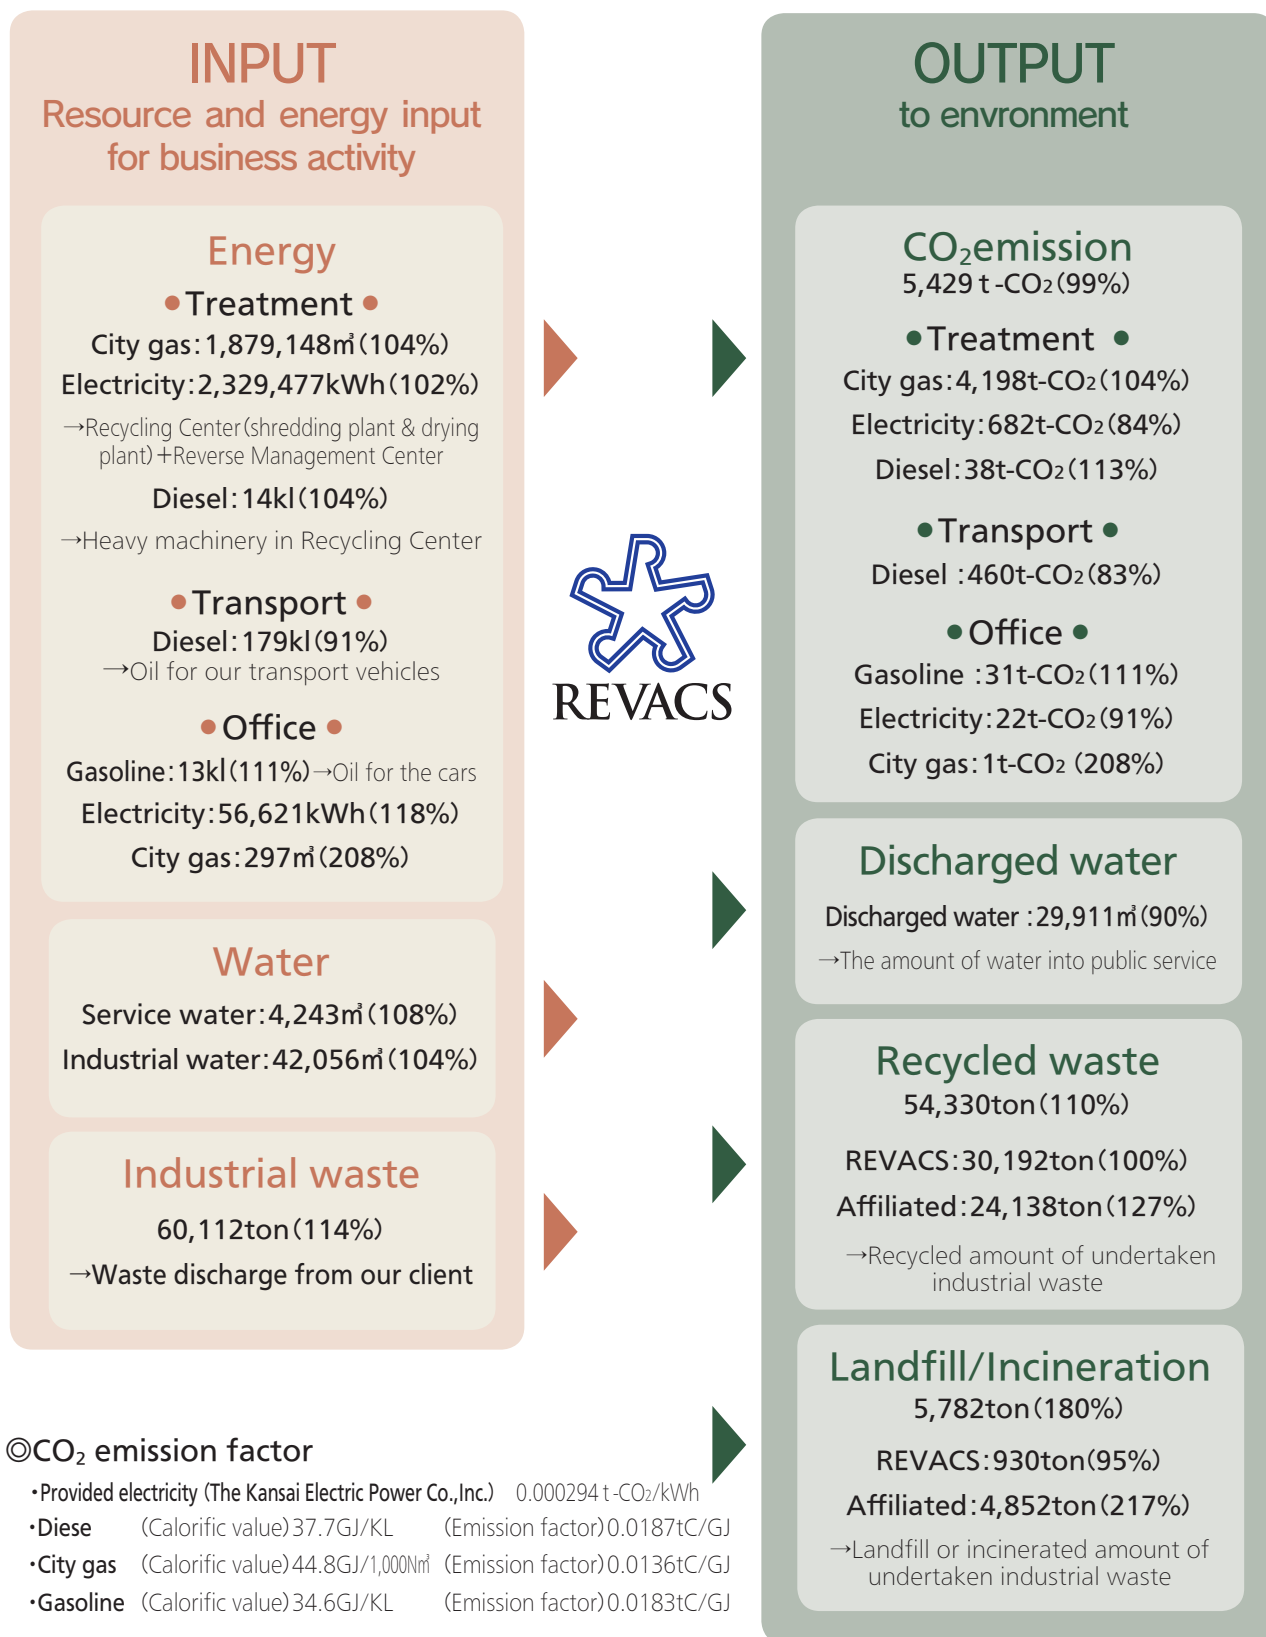 INPUT
Resource and energy input
for business activity
Energy
●Treatment●
City gas:1,879,148㎥(104%)
Electricity:2,329,477kWh(102%)
→Recycling Center(shredding plant & drying
plant)+Reverse Management Center
Diesel:14kl(104%)
→Heavy machinery in Recycling Center
●Transport●
Diesel:179kl(91%)
→Oil for our transport vehicles
●Office●
Gasoline:13kl(111%)→Oil for the cars
Electricity:56,621kWh(118%)
City gas:297㎥(208%)
Water
Service water:4,243㎥(108%)
Industrial water:42,056㎥(104%)
Industrial waste
60,112ton(114%)
→Waste discharge from our client
REVACS
OUTPUT
to envronment
CO₂emission
5,429 t -CO₂(99%)
●Treatment ●
City gas:4,198t-CO₂(104%)
Electricity:682t-CO₂(84%)
Diesel:38t-CO₂(113%)
●Transport●
Diesel :460t-CO₂(83%)
●Office●
Gasoline :31t-CO₂(111%)
Electricity:22t-CO₂(91%)
City gas:1t-CO₂ (208%)
Discharged water
Discharged water :29,911㎥(90%)
→The amount of water into public service
Recycled waste
54,330ton(110%)
REVACS:30,192ton(100%)
Affiliated:24,138ton(127%)
→Recycled amount of undertaken
industrial waste
Landfill/Incineration
5,782ton(180%)
REVACS:930ton(95%)
Affiliated:4,852ton(217%)
→Landfill or incinerated amount of
undertaken industrial waste
◎CO₂ emission factor
・Provided electricity (The Kansai Electric Power Co.,Inc.) 0.000294 t -CO₂/kWh
・Diese (Calorific value)37.7GJ/KL (Emission factor)0.0187tC/GJ
・City gas (Calorific value)44.8GJ/1,000N㎥ (Emission factor)0.0136tC/GJ
・Gasoline (Calorific value)34.6GJ/KL (Emission factor)0.0183tC/GJ